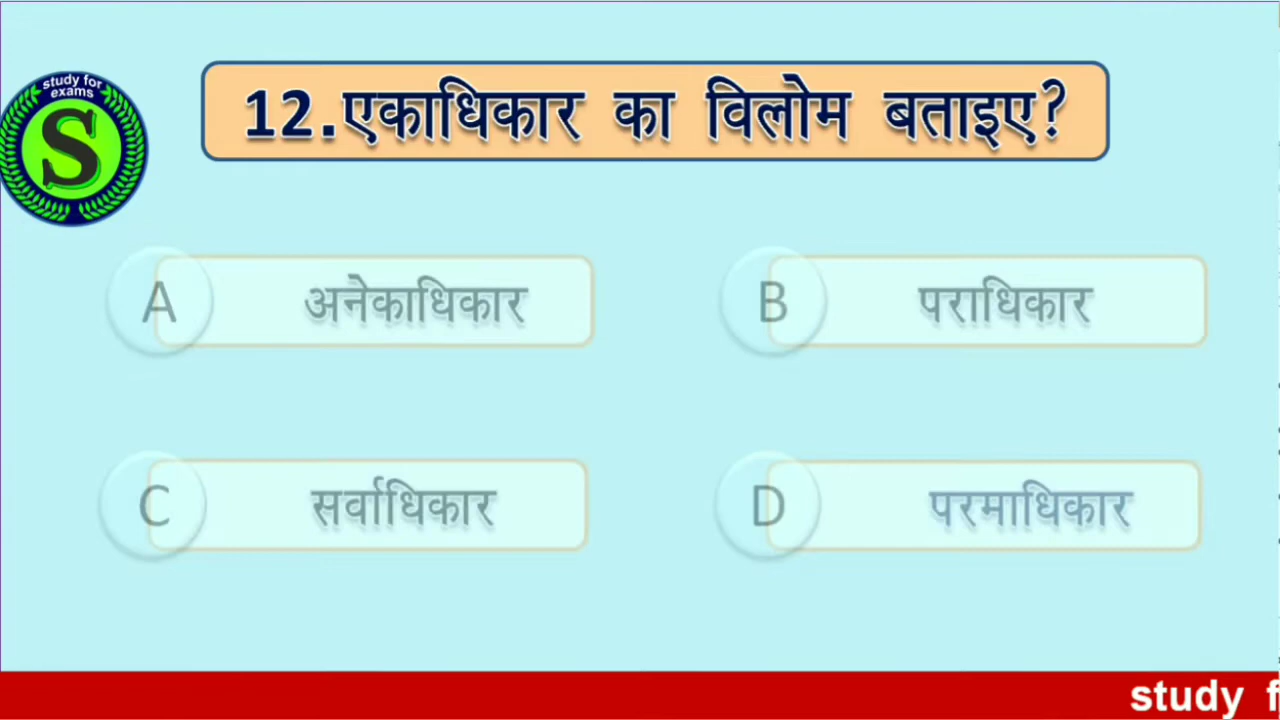 study for
exams
S
12.एकाधिकार का विलोम बताइए?
A अनेकाधिकार
B पराधिकार
C सर्वाधिकार
D परमाधिकार
study f